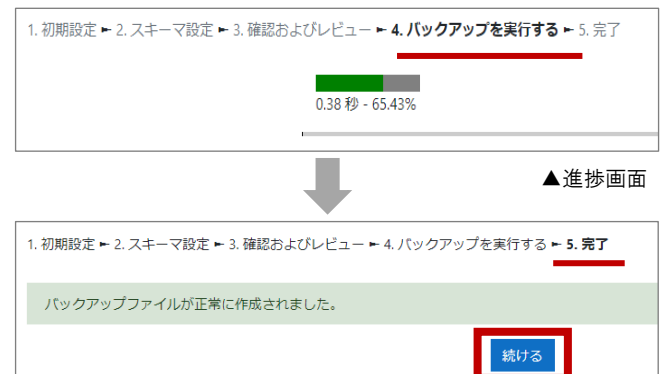 1. 初期設定 ► 2. スキーマ設定 ► 3. 確認およびレビュー ► 4. バックアップを実行する ► 5. 完了
0.38 秒 - 65.43%
▲進捗画面
1. 初期設定 ► 2. スキーマ設定 ► 3. 確認およびレビュー ► 4. バックアップを実行する ► 5. 完了
バックアップファイルが正常に作成されました。
続ける